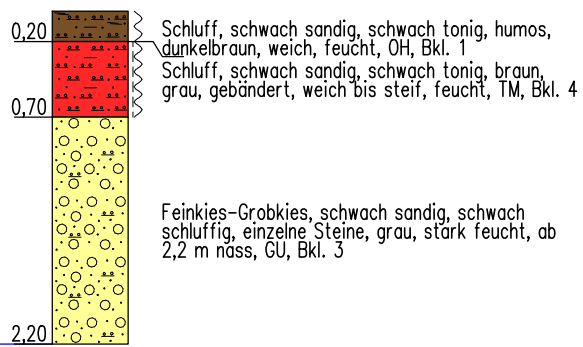 0,20
Schluff, schwach sandig, schwach tonig, humos,
dunkelbraun, weich, feucht, OH, Bkl. 1
Schluff, schwach sandig, schwach tonig, braun,
grau, gebändert, weich bis steif, feucht, TM, Bkl. 4
0,70
Feinkies-Grobkies, schwach sandig, schwach
schluffig, einzelne Steine, grau, stark feucht, ab
2,2 m nass, GU, Bkl. 3
2,20